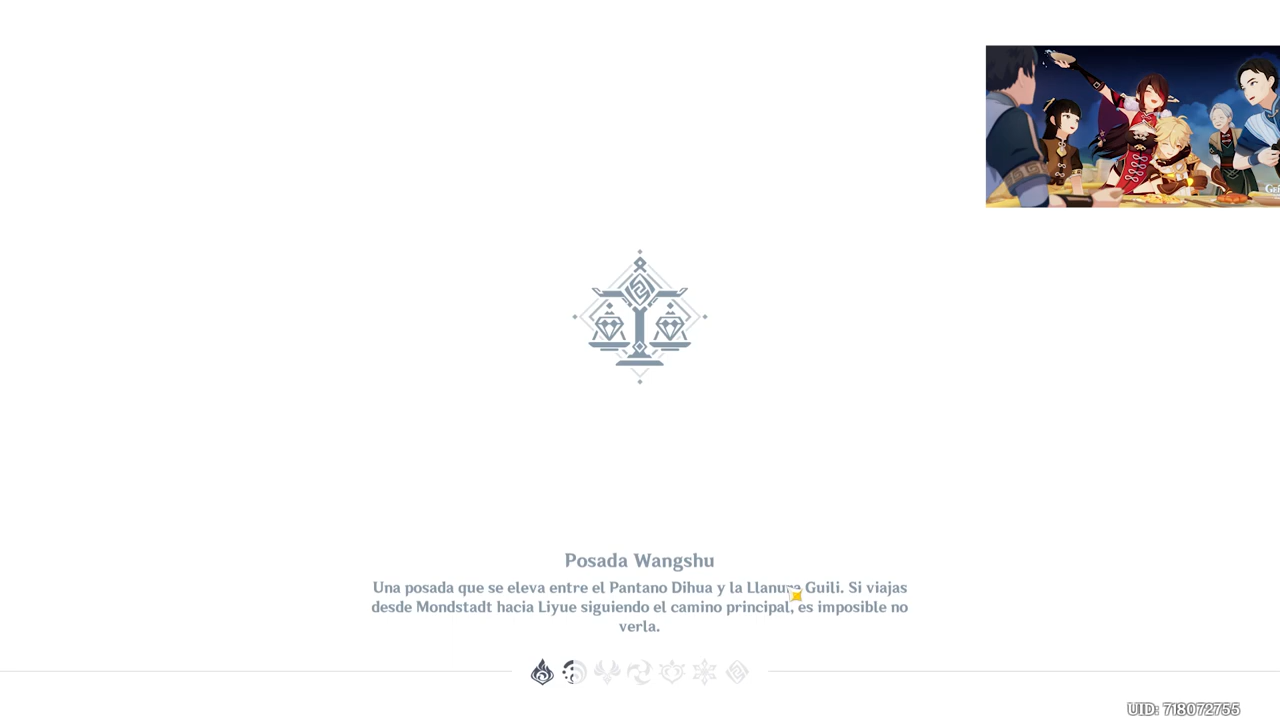 Posada Wangshu
Una posada que se eleva entre el Pantano Dihua y la Llanura Guili. Si viajas
desde Mondstadt hacia Liyue siguiendo el camino principal, es imposible no
verla.
UID: 718072755